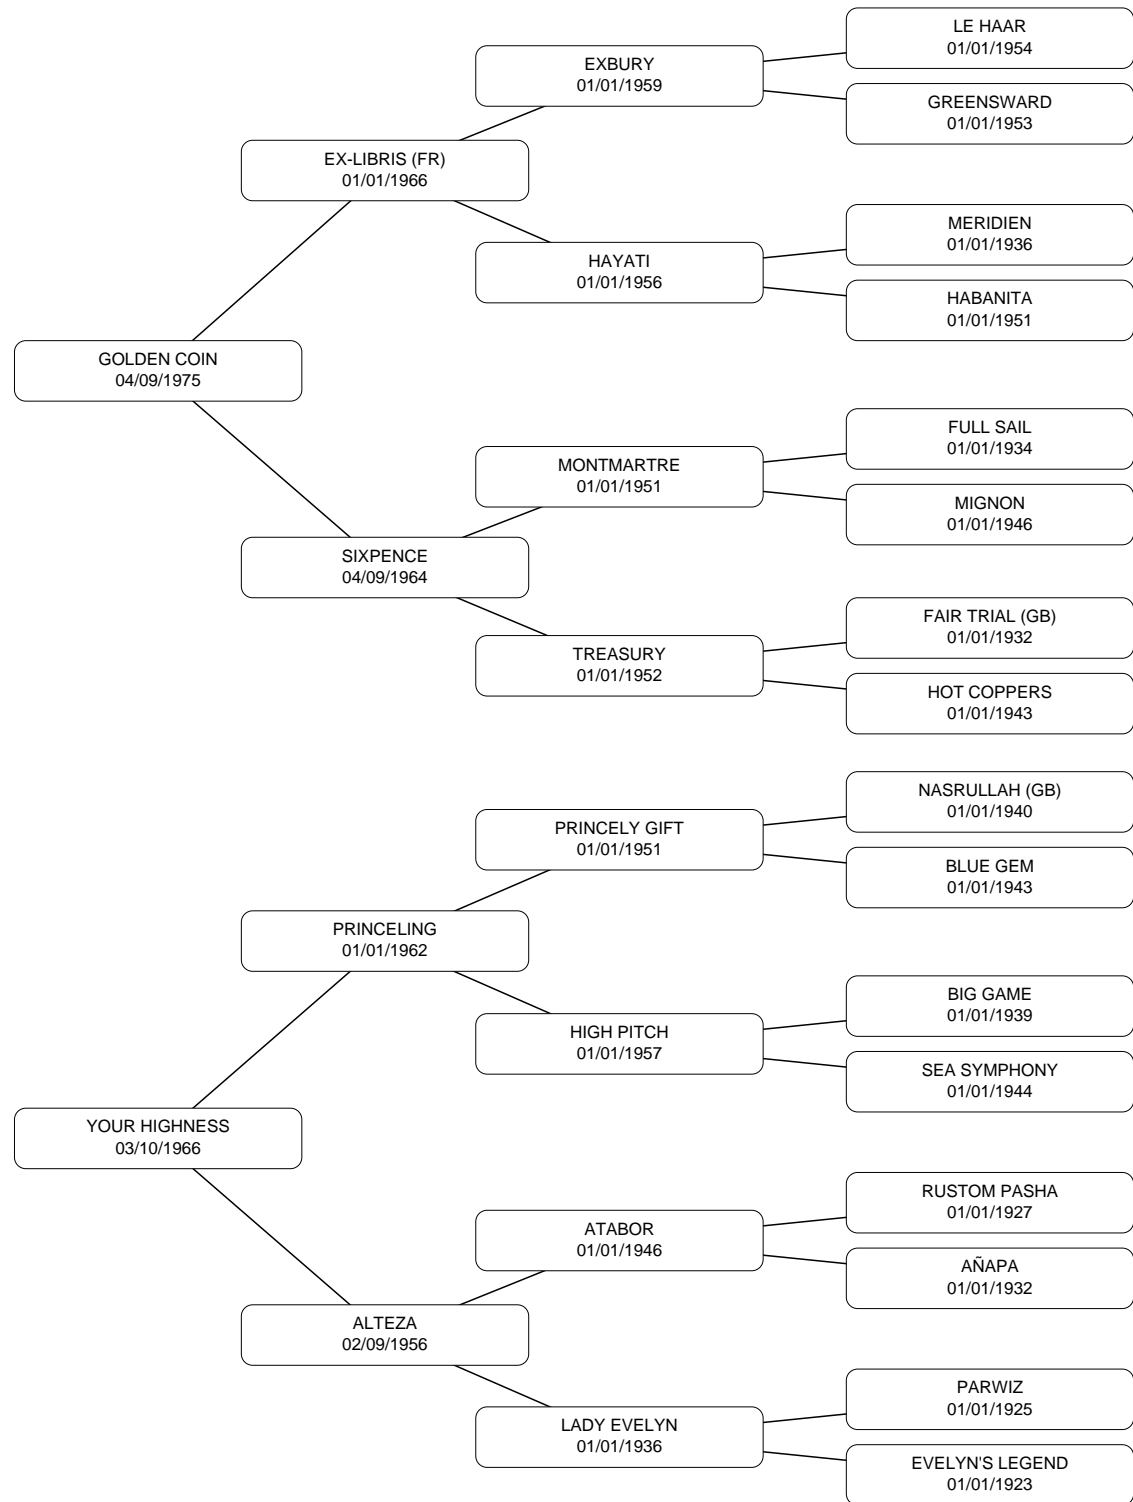 LE HAAR
01/01/1954
EXBURY
01/01/1959
GREENSWARD
01/01/1953
EX-LIBRIS (FR)
01/01/1966
MERIDIEN
01/01/1936
HAYATI
01/01/1956
HABANITA
01/01/1951
GOLDEN COIN
04/09/1975
FULL SAIL
01/01/1934
MONTMARTRE
01/01/1951
MIGNON
01/01/1946
SIXPENCE
04/09/1964
FAIR TRIAL (GB)
01/01/1932
TREASURY
01/01/1952
HOT COPPERS
01/01/1943
NASRULLAH (GB)
01/01/1940
PRINCELY GIFT
01/01/1951
BLUE GEM
01/01/1943
PRINCELING
01/01/1962
BIG GAME
01/01/1939
HIGH PITCH
01/01/1957
SEA SYMPHONY
01/01/1944
YOUR HIGHNESS
03/10/1966
RUSTOM PASHA
01/01/1927
ATABOR
01/01/1946
AÑAPA
01/01/1932
ALTEZA
02/09/1956
PARWIZ
01/01/1925
LADY EVELYN
01/01/1936
EVELYN'S LEGEND
01/01/1923